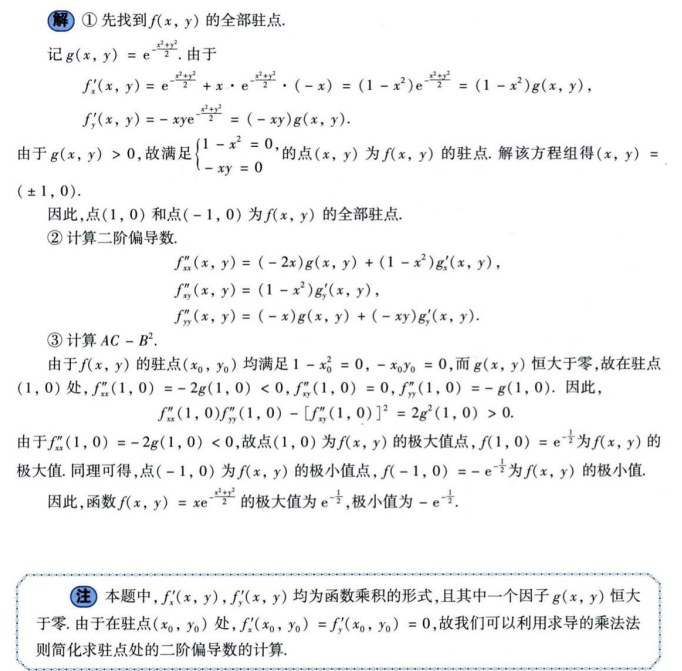 解 ① 先找到 f(x, y) 的全部驻点.
记 g(x, y) = e^{-\frac{x^2+y^2}{2}}. 由于
f'_x(x, y) = e^{-\frac{x^2+y^2}{2}} + x · e^{-\frac{x^2+y^2}{2}} · (-x) = (1 - x^2)e^{-\frac{x^2+y^2}{2}} = (1 - x^2)g(x, y),
f'_y(x, y) = - xye^{-\frac{x^2+y^2}{2}} = (- xy)g(x, y).
由于 g(x, y) > 0,故满足 \begin{cases} 1 - x^2 = 0, \\ - xy = 0 \end{cases} 的点(x, y) 为 f(x, y) 的驻点. 解该方程组得(x, y) =
(± 1, 0).
因此,点(1, 0) 和点(- 1, 0) 为 f(x, y) 的全部驻点.
② 计算二阶偏导数.
f''_{xx}(x, y) = (- 2x)g(x, y) + (1 - x^2)g'_x(x, y),
f''_{xy}(x, y) = (1 - x^2)g'_y(x, y),
f''_{yy}(x, y) = (- x)g(x, y) + (- xy)g'_y(x, y).
③ 计算 AC - B^2.
由于 f(x, y) 的驻点(x_0, y_0) 均满足 1 - x_0^2 = 0, - x_0y_0 = 0,而 g(x, y) 恒大于零,故在驻点
(1, 0) 处, f''_{xx}(1, 0) = - 2g(1, 0) < 0, f''_{xy}(1, 0) = 0, f''_{yy}(1, 0) = - g(1, 0). 因此,
f''_{xx}(1, 0)f''_{yy}(1, 0) - [f''_{xy}(1, 0)]^2 = 2g^2(1, 0) > 0.
由于 f''_{xx}(1, 0) = - 2g(1, 0) < 0,故点(1, 0) 为 f(x, y) 的极大值点, f(1, 0) = e^{-\frac{1}{2}} 为 f(x, y) 的
极大值. 同理可得,点(- 1, 0) 为 f(x, y) 的极小值点, f(- 1, 0) = - e^{-\frac{1}{2}} 为 f(x, y) 的极小值.
因此,函数 f(x, y) = xe^{-\frac{x^2+y^2}{2}} 的极大值为 e^{-\frac{1}{2}},极小值为 - e^{-\frac{1}{2}}.
注 本题中, f'_x(x, y), f'_y(x, y) 均为函数乘积的形式,且其中一个因子 g(x, y) 恒大
于零. 由于在驻点(x_0, y_0) 处, f'_x(x_0, y_0) = f'_y(x_0, y_0) = 0,故我们可以利用求导的乘法法
则简化求驻点处的二阶偏导数的计算.